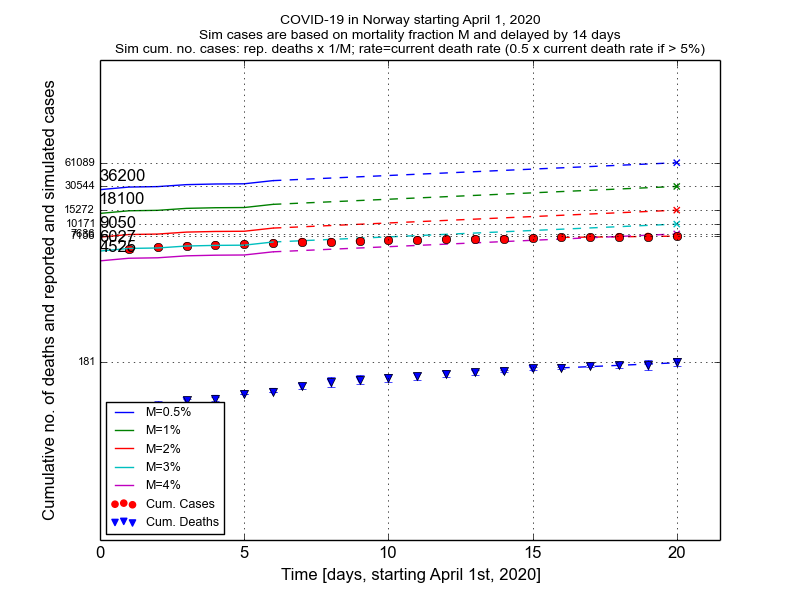 COVID-19 in Norway starting April 1, 2020
Sim cases are based on mortality fraction M and delayed by 14 days
Sim cum. no. cases: rep. deaths x 1/M; rate=current death rate (0.5 x current death rate if > 5%)
Cumulative no. of deaths and reported and simulated cases
61089
36200
30544
18100
15272
9050
10171
6027
4525
181
M=0.5%
M=1%
M=2%
M=3%
M=4%
Cum. Cases
Cum. Deaths
0 5 10 15 20
Time [days, starting April 1st, 2020]